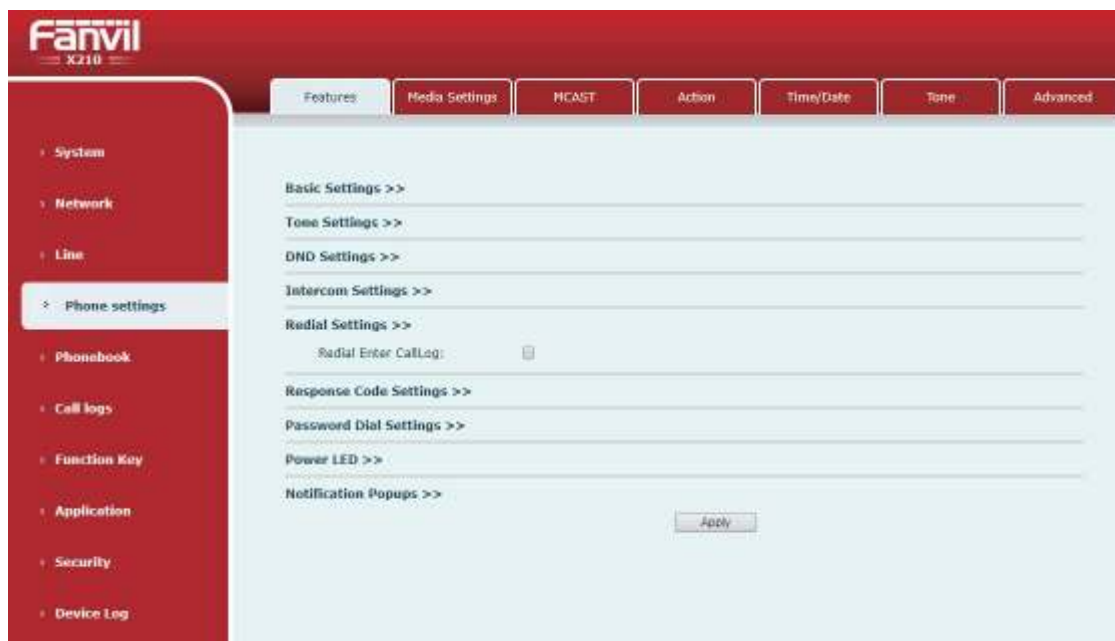 Fanvil
X210
Features
Media Settings
MCAST
Action
Time/Date
Tone
Advanced
System
Network
Line
Phone settings
Phonebook
Call logs
Function Key
Application
Security
Device Log
Basic Settings >>
Tone Settings >>
DND Settings >>
Intercom Settings >>
Redial Settings >>
Redial Enter CallLog:
Response Code Settings >>
Password Dial Settings >>
Power LED >>
Notification Popups >>
Apply